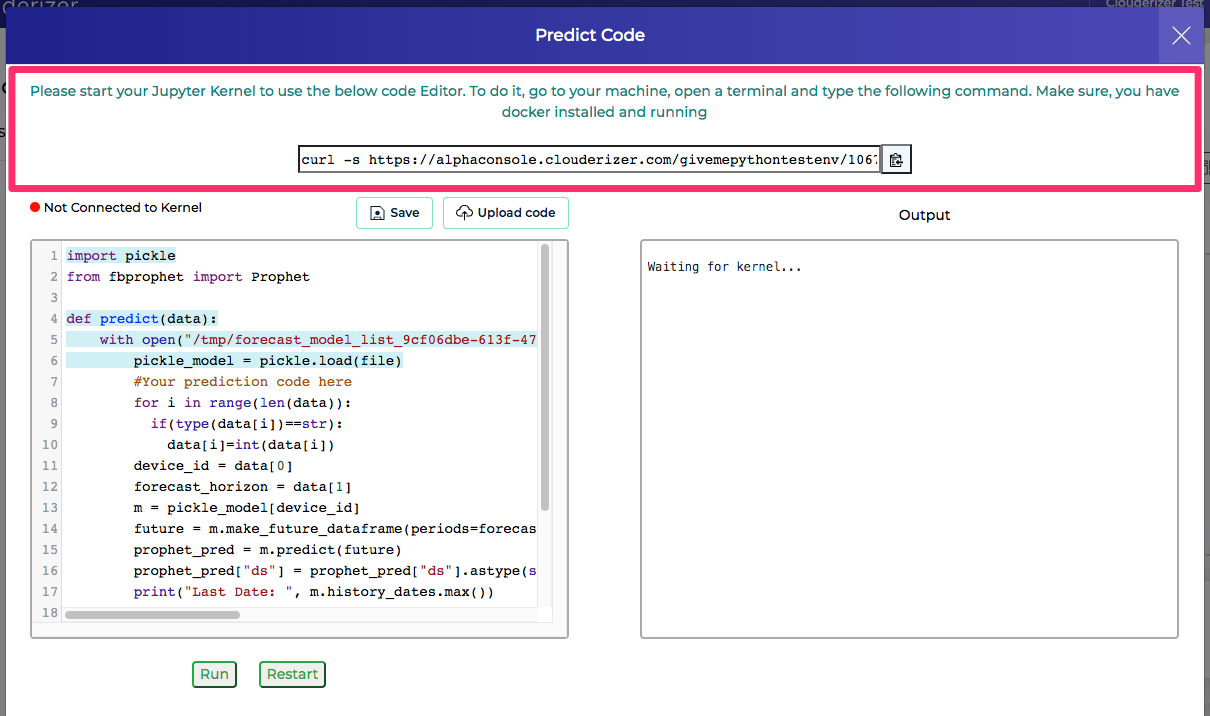 Clouderizer Test
Predict Code
Please start your Jupyter Kernel to use the below code Editor. To do it, go to your machine, open a terminal and type the following command. Make sure, you have
docker installed and running
curl -s https://alphaconsole.clouderizer.com/givemepythontestenv/1067
Not Connected to Kernel
Save
Upload code
Output
1 import pickle
2 from fbprophet import Prophet
3
4 def predict(data):
5     with open("/tmp/forecast_model_list_9cf06dbe-613f-47
6         pickle_model = pickle.load(file)
7         #Your prediction code here
8         for i in range(len(data)):
9           if(type(data[i])==str):
10             data[i]=int(data[i])
11         device_id = data[0]
12         forecast_horizon = data[1]
13         m = pickle_model[device_id]
14         future = m.make_future_dataframe(periods=forecas
15         prophet_pred = m.predict(future)
16         prophet_pred["ds"] = prophet_pred["ds"].astype(s
17         print("Last Date: ", m.history_dates.max())
18
Waiting for kernel...
Run
Restart